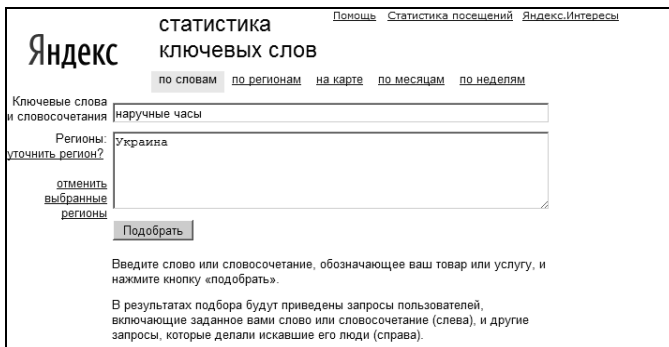 Помощь Статистика посещений Яндекс.Интересы
Яндекс
статистика
ключевых слов
по словам по регионам на карте по месяцам по неделям
Ключевые слова
и словосочетания
наручные часы
Регионы:
уточнить регион?
Украина
отменить
выбранные
регионы
Подобрать
Введите слово или словосочетание, обозначающее ваш товар или услугу, и
нажмите кнопку «подобрать».
В результатах подбора будут приведены запросы пользователей,
включающие заданное вами слово или словосочетание (слева), и другие
запросы, которые делали искавшие его люди (справа).